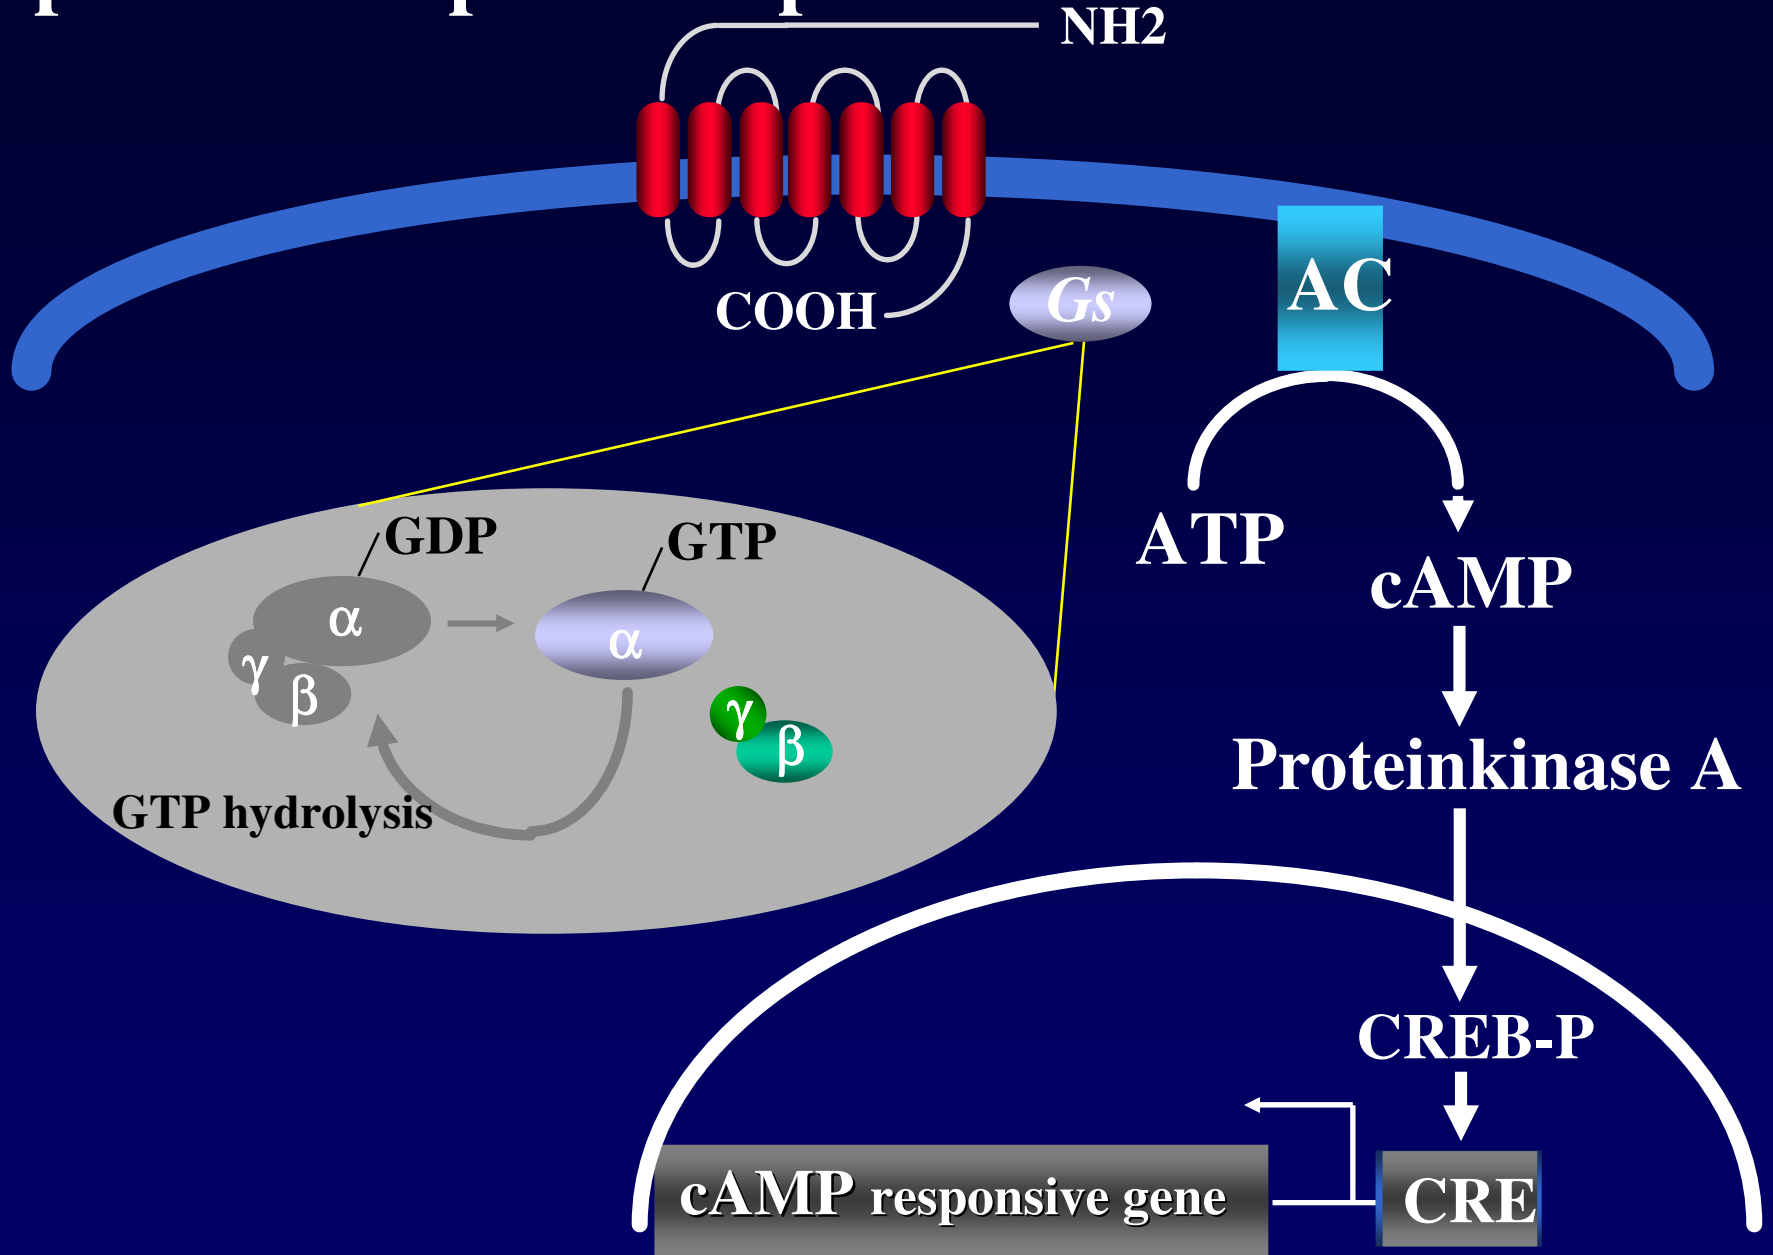 NH2
COOH
Gs
AC
ATP
cAMP
GDP
GTP
α
α
γ
β
γ
β
GTP hydrolysis
Proteinkinase A
CREB-P
cAMP responsive gene
CRE